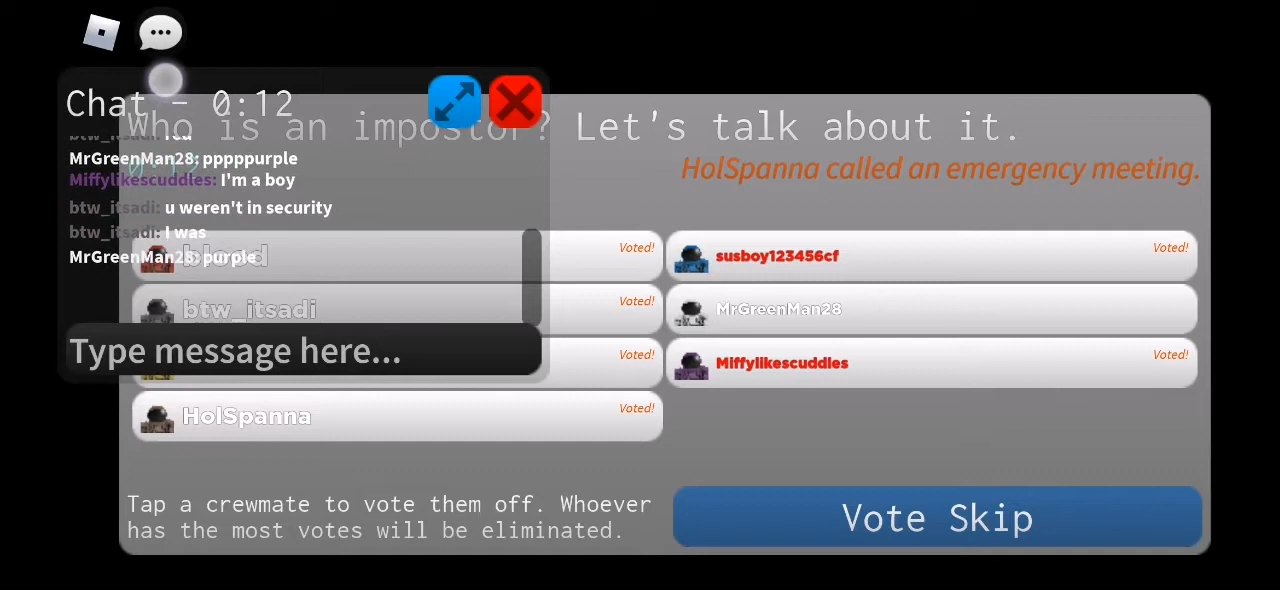 Chat - 0:12
Who is an impostor? Let's talk about it.
HolSpanna called an emergency meeting.
MrGreenMan28: pppppurple
Miffylikescuddles: I'm a boy
btw_itsadi: u weren't in security
btw_itsadi: I was
MrGreenMan28: purple
blood
Voted!
susboy123456cf
Voted!
btw_itsadi
Voted!
MrGreenMan28
Type message here...
Voted!
Miffylikescuddles
Voted!
HolSpanna
Voted!
Tap a crewmate to vote them off. Whoever
has the most votes will be eliminated.
Vote Skip